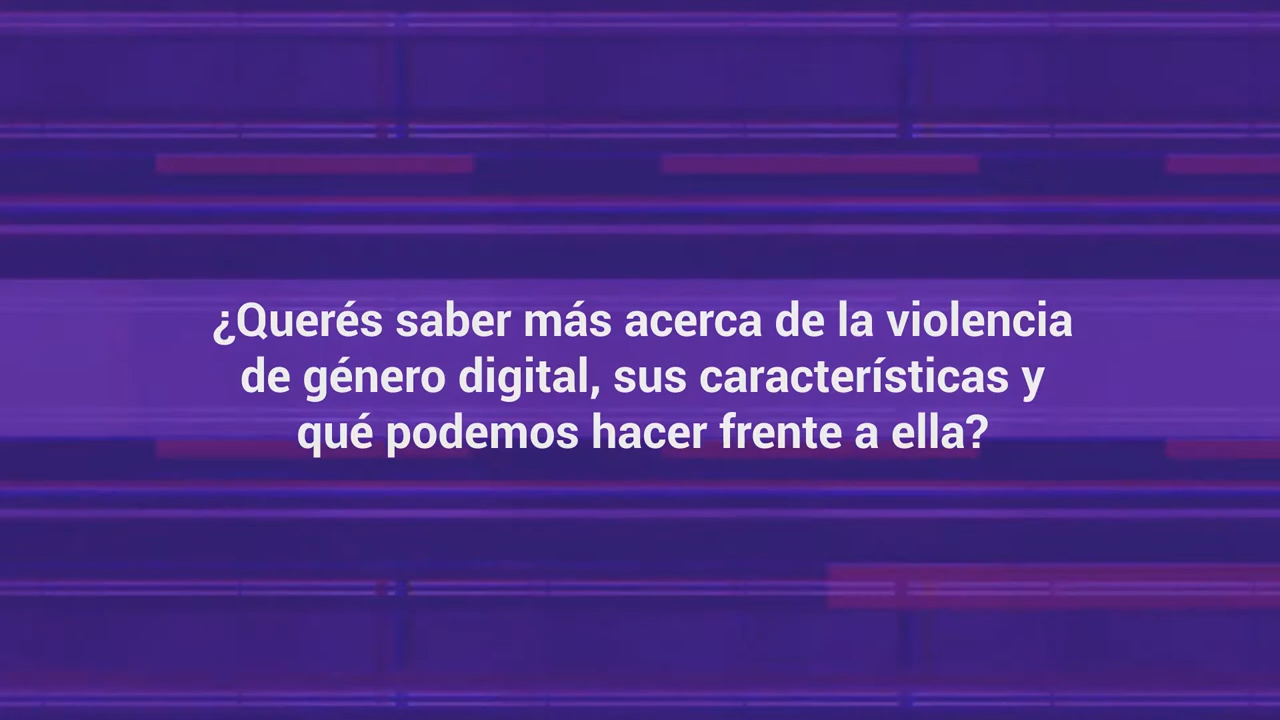 ¿Querés saber más acerca de la violencia
de género digital, sus características y
qué podemos hacer frente a ella?